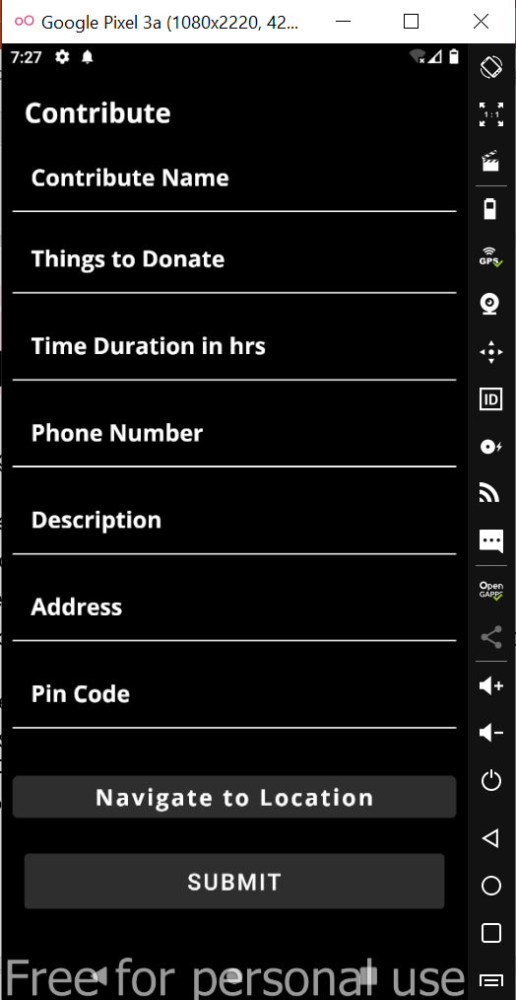 Google Pixel 3a (1080x2220, 42...
7:27
Contribute
Contribute Name
Things to Donate
Time Duration in hrs
Phone Number
Description
Address
Pin Code
Navigate to Location
SUBMIT
Free for personal use
1:1
GPS
ID
Open
GAPPS